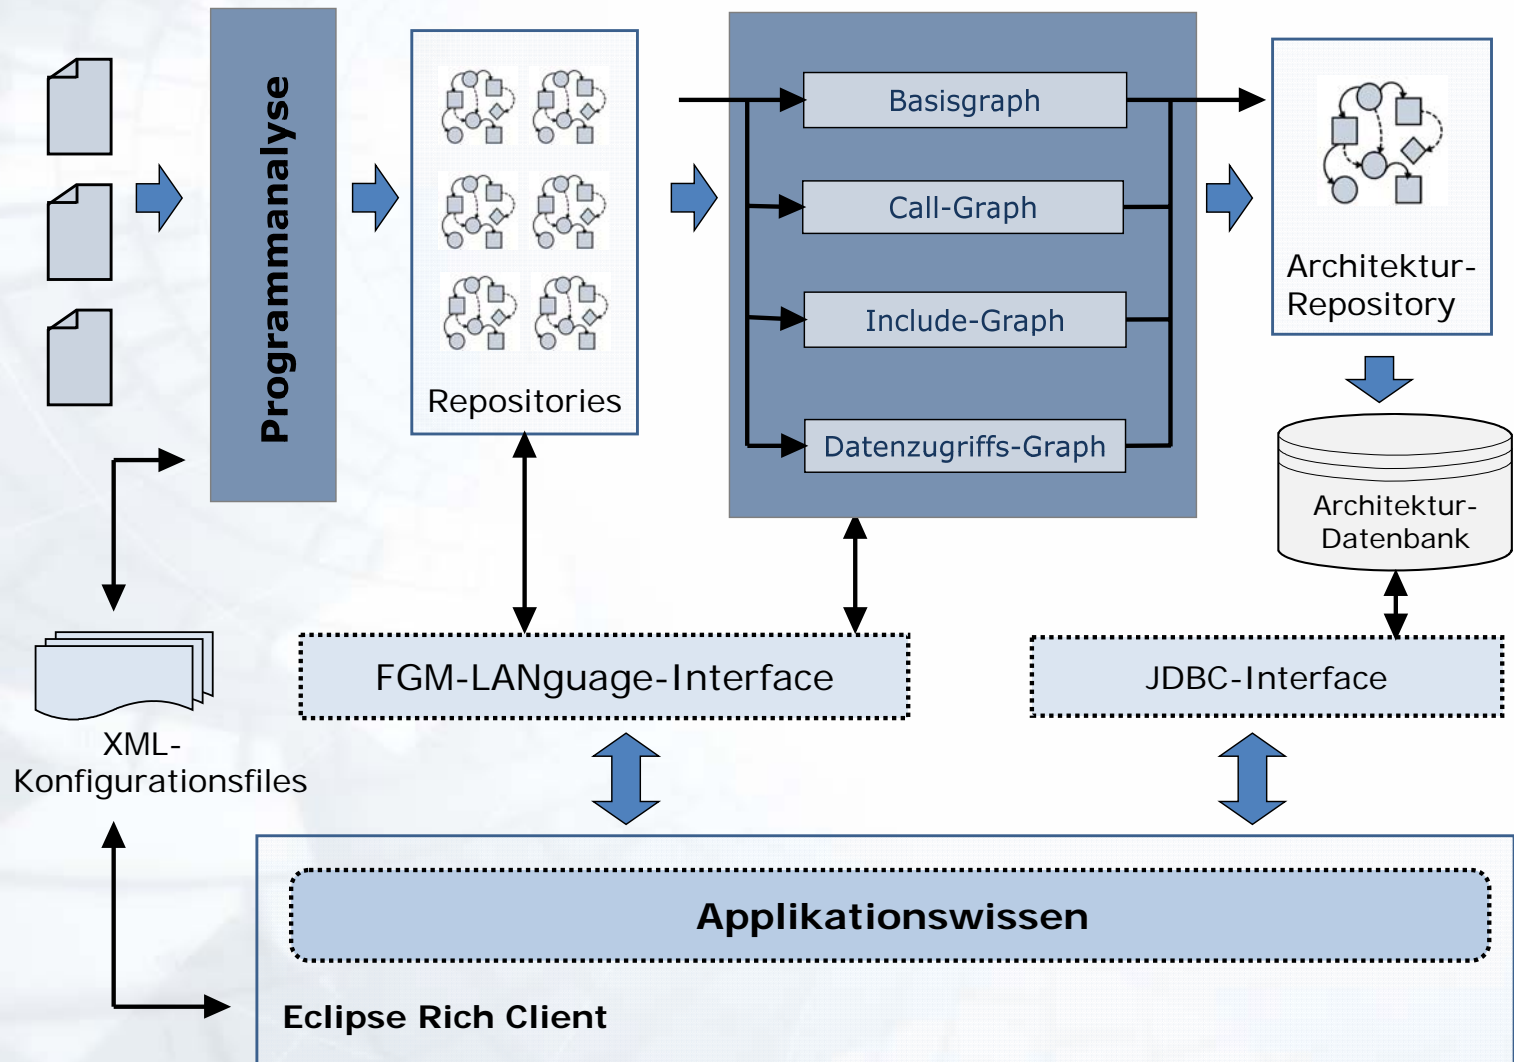 Programmanalyse
Repositories
Basisgraph
Call-Graph
Include-Graph
Datenzugriffs-Graph
Architektur-
Repository
Architektur-
Datenbank
XML-
Konfigurationsfiles
FGM-LANguage-Interface
JDBC-Interface
Applikationswissen
Eclipse Rich Client